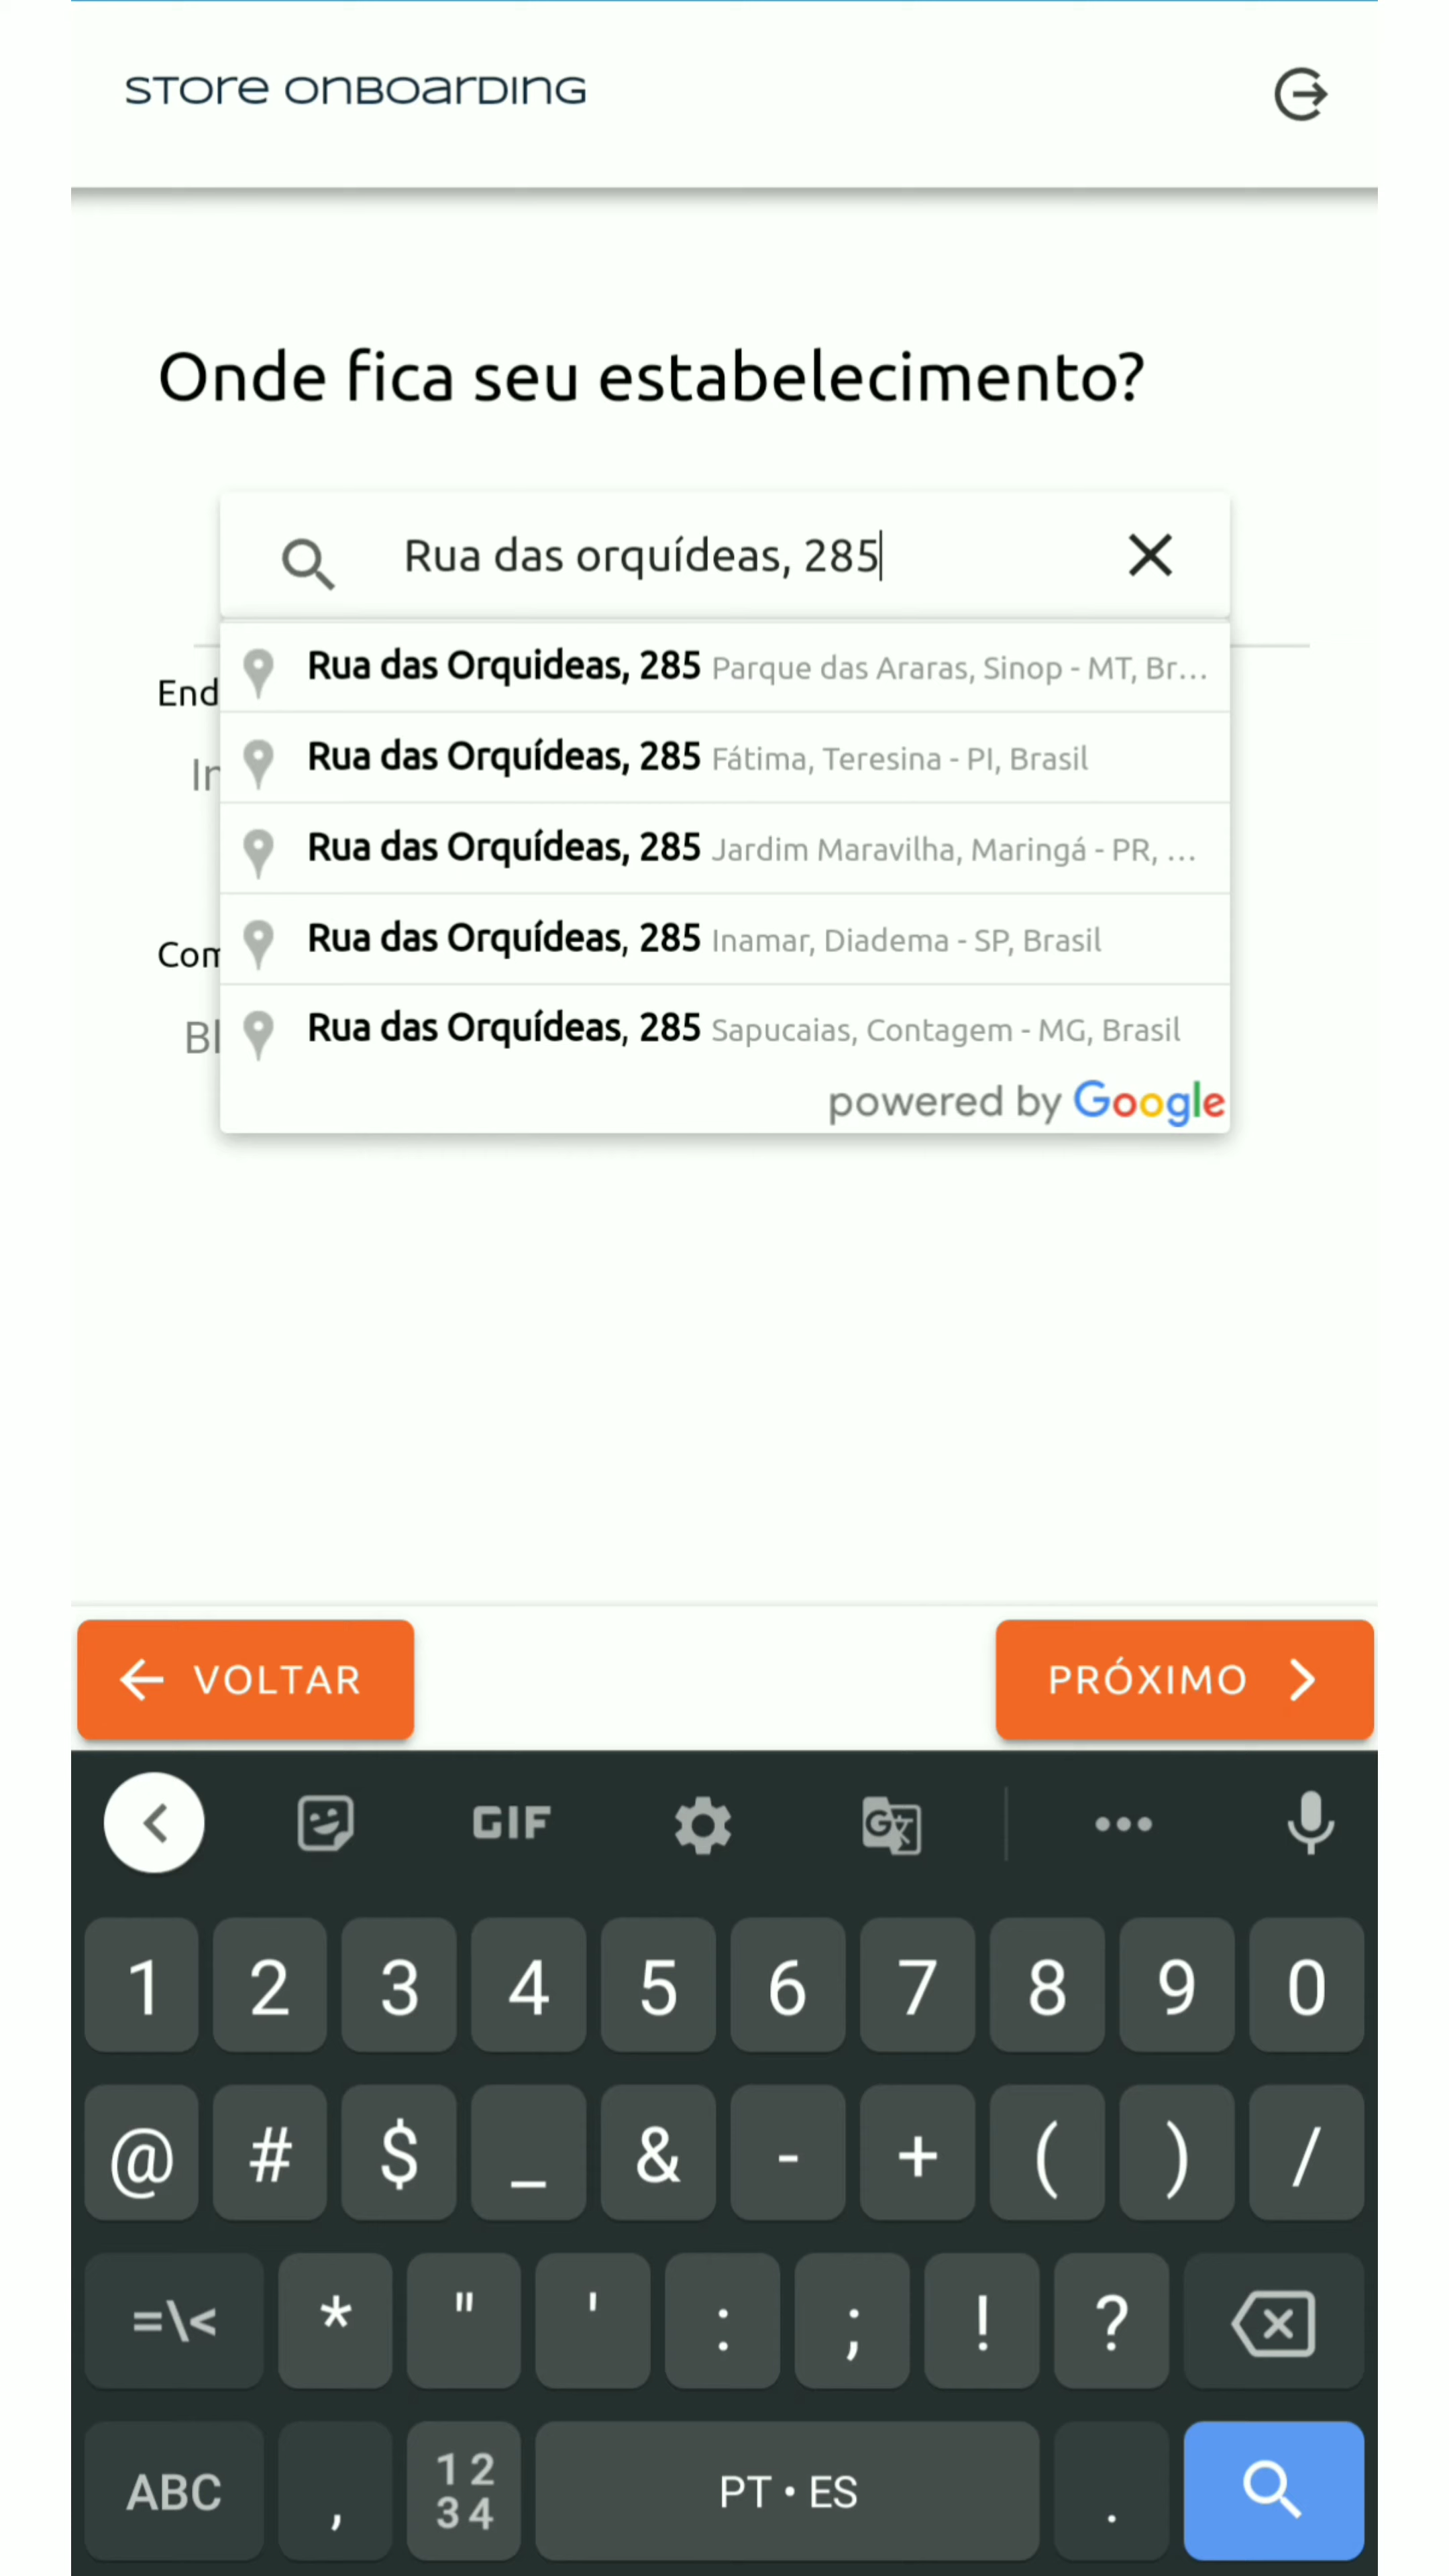 STore onBoarding
Onde fica seu estabelecimento?
Rua das orquídeas, 285
Rua das Orquideas, 285 Parque das Araras, Sinop - MT, Br...
End
Rua das Orquídeas, 285 Fátima, Teresina - PI, Brasil
Rua das Orquídeas, 285 Jardim Maravilha, Maringá - PR, ...
Rua das Orquídeas, 285 Inamar, Diadema - SP, Brasil
Com
Rua das Orquídeas, 285 Sapucaias, Contagem - MG, Brasil
Bl
powered by Google
VOLTAR
PRÓXIMO
GIF
1 2 3 4 5 6 7 8 9 0
@ # $ _ & - + ( ) /
=\< * " ' : ; ! ?
ABC , 12 34 PT • ES .